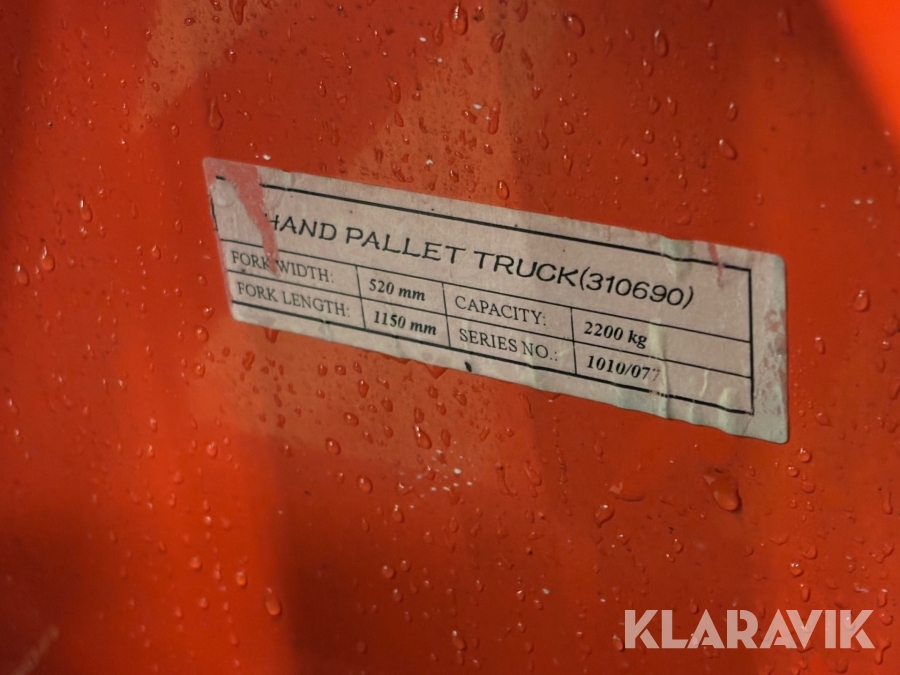 HAND PALLET TRUCK(310690)
FORK WIDTH: 520 mm CAPACITY: 2200 kg
FORK LENGTH: 1150 mm SERIES NO.: 1010/077
KLARAVIK